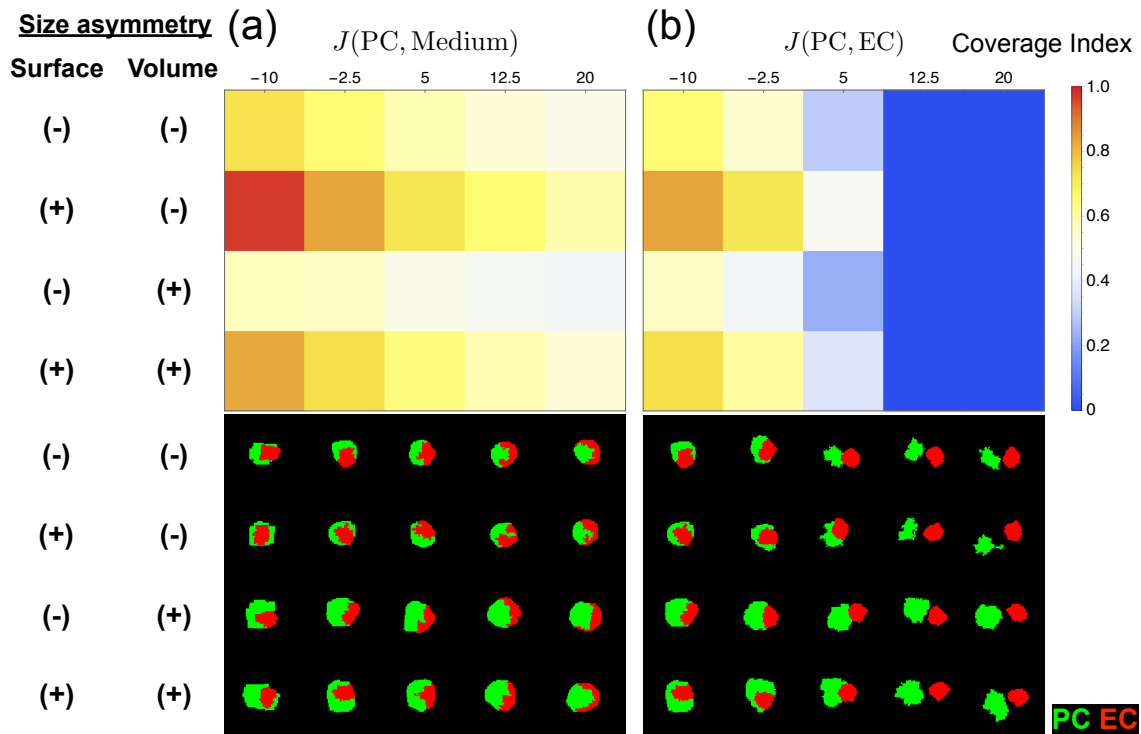 Size asymmetry
(a)
(b)
J(PC, Medium)
J(PC, EC)
Coverage Index
Surface Volume
−10 −2.5 5 12.5 20
−10 −2.5 5 12.5 20
(-) (-)
(+) (-)
(-) (+)
(+) (+)
1.0
0.8
0.6
0.4
0.2
0
(-) (-)
(+) (-)
(-) (+)
(+) (+)
PC EC